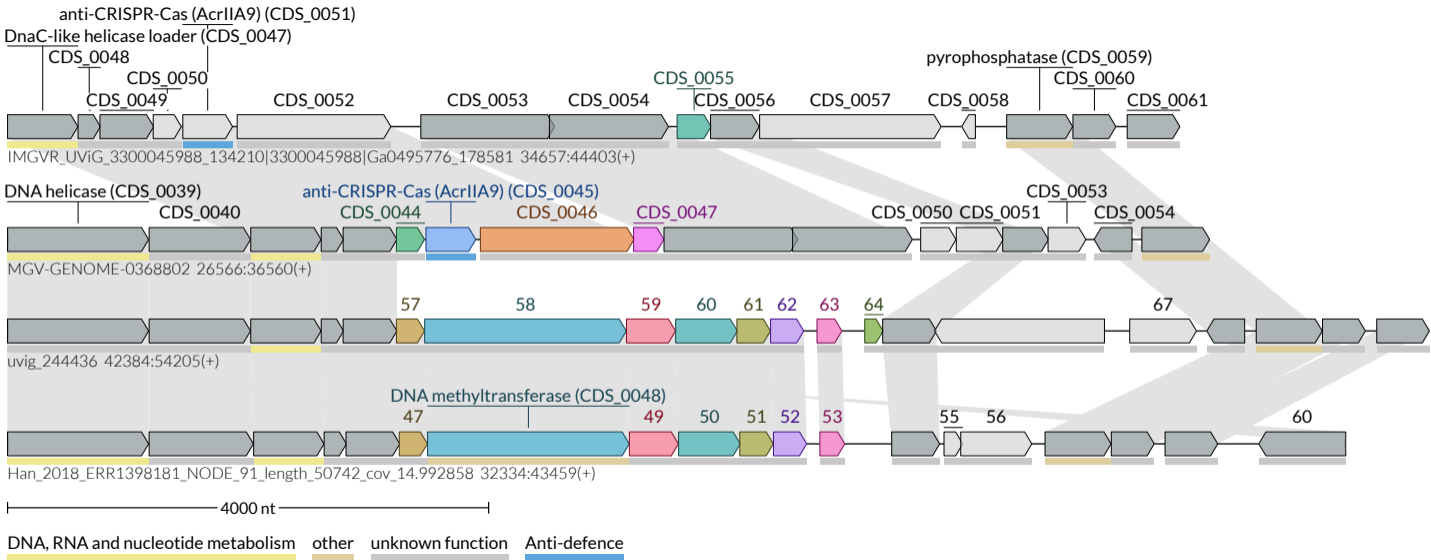 anti-CRISPR-Cas (AcrIIA9) (CDS_0051)
DnaC-like helicase loader (CDS_0047)
CDS_0048 CDS_0055 pyrophosphatase (CDS_0059)
CDS_0050 CDS_0060
CDS_0049 CDS_0052 CDS_0053 CDS_0054 CDS_0056 CDS_0057 CDS_0058 CDS_0061
IMGVR_UViG_3300045988_134210|3300045988|Ga0495776_178581 34657:44403(+)
DNA helicase (CDS_0039) anti-CRISPR-Cas (AcrIIA9) (CDS_0045) CDS_0053
CDS_0040 CDS_0044 CDS_0046 CDS_0047 CDS_0050 CDS_0051 CDS_0054
MGV-GENOME-0368802 26566:36560(+)
57 58 59 60 61 62 63 64 67
uvig_244436 42384:54205(+)
DNA methyltransferase (CDS_0048)
47 49 50 51 52 53 55 56 60
Han_2018_ERR1398181_NODE_91_length_50742_cov_14.992858 32334:43459(+)
4000 nt
DNA, RNA and nucleotide metabolism other unknown function Anti-defence